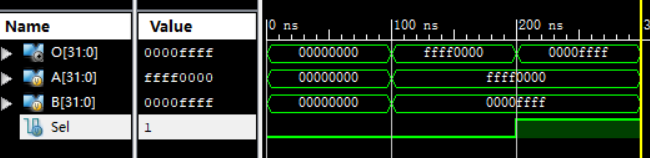 Name Value 0 ns 100 ns 200 ns 3
O[31:0] 0000ffff 00000000 ffff0000 0000ffff
A[31:0] ffff0000 00000000 ffff0000
B[31:0] 0000ffff 00000000 0000ffff
Sel 1